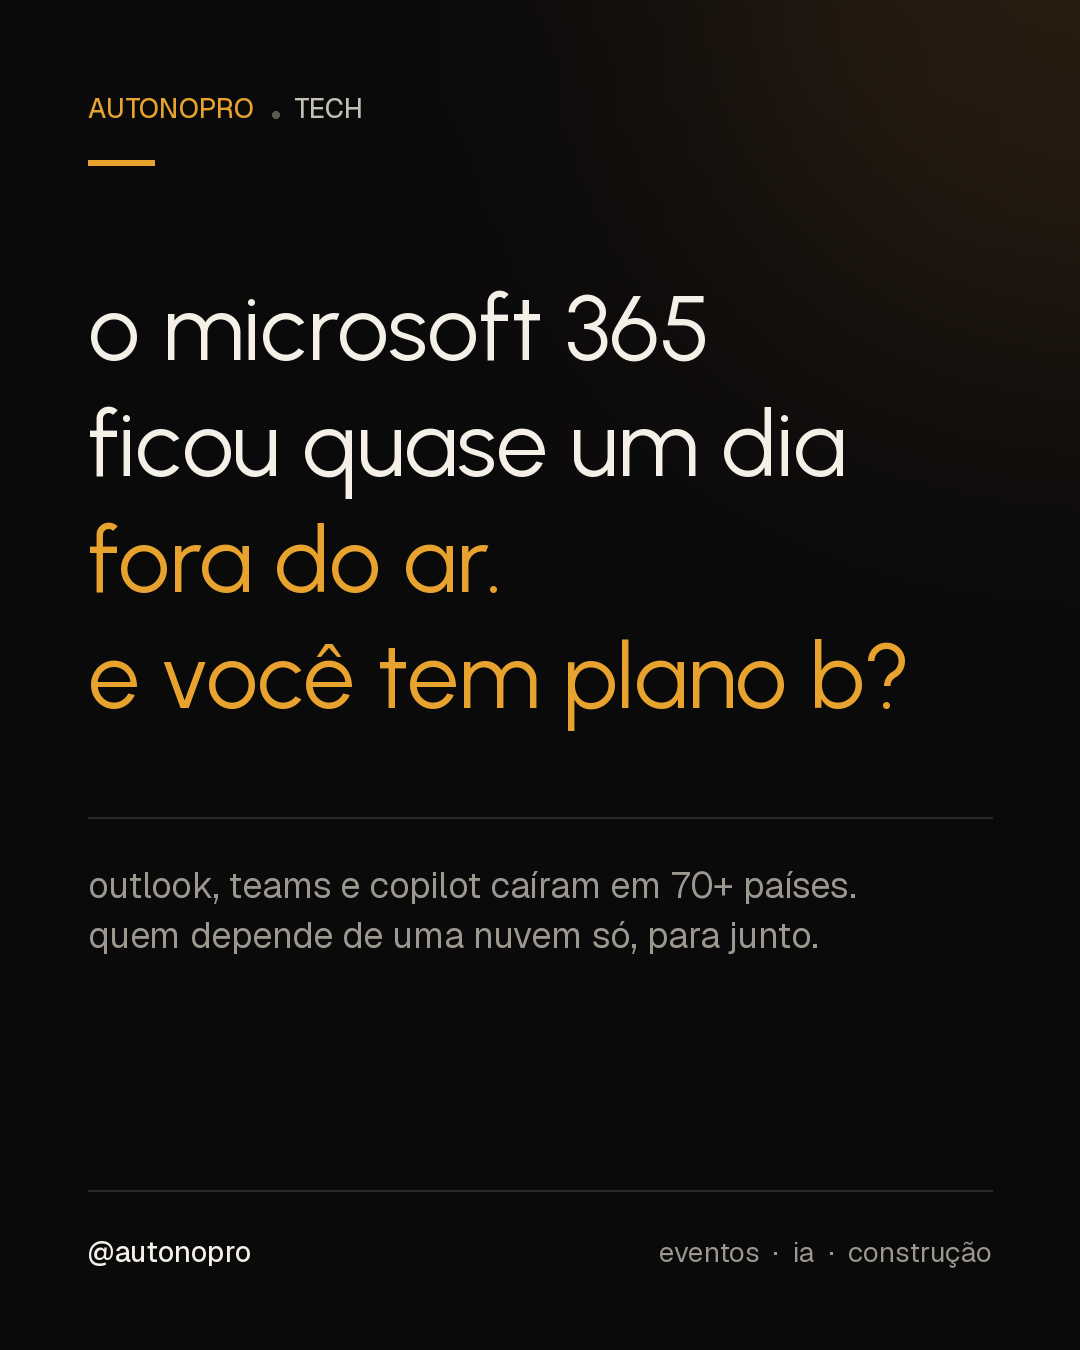 AUTONOPRO • TECH
o microsoft 365
ficou quase um dia
fora do ar.
e você tem plano b?
outlook, teams e copilot caíram em 70+ países.
quem depende de uma nuvem só, para junto.
@autonopro
eventos · ia · construção